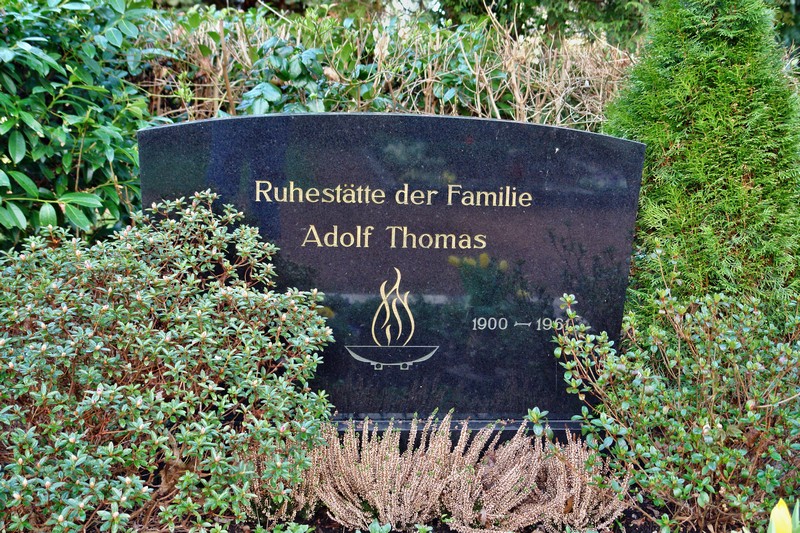 Ruhestätte der Familie
Adolf Thomas
1900 –